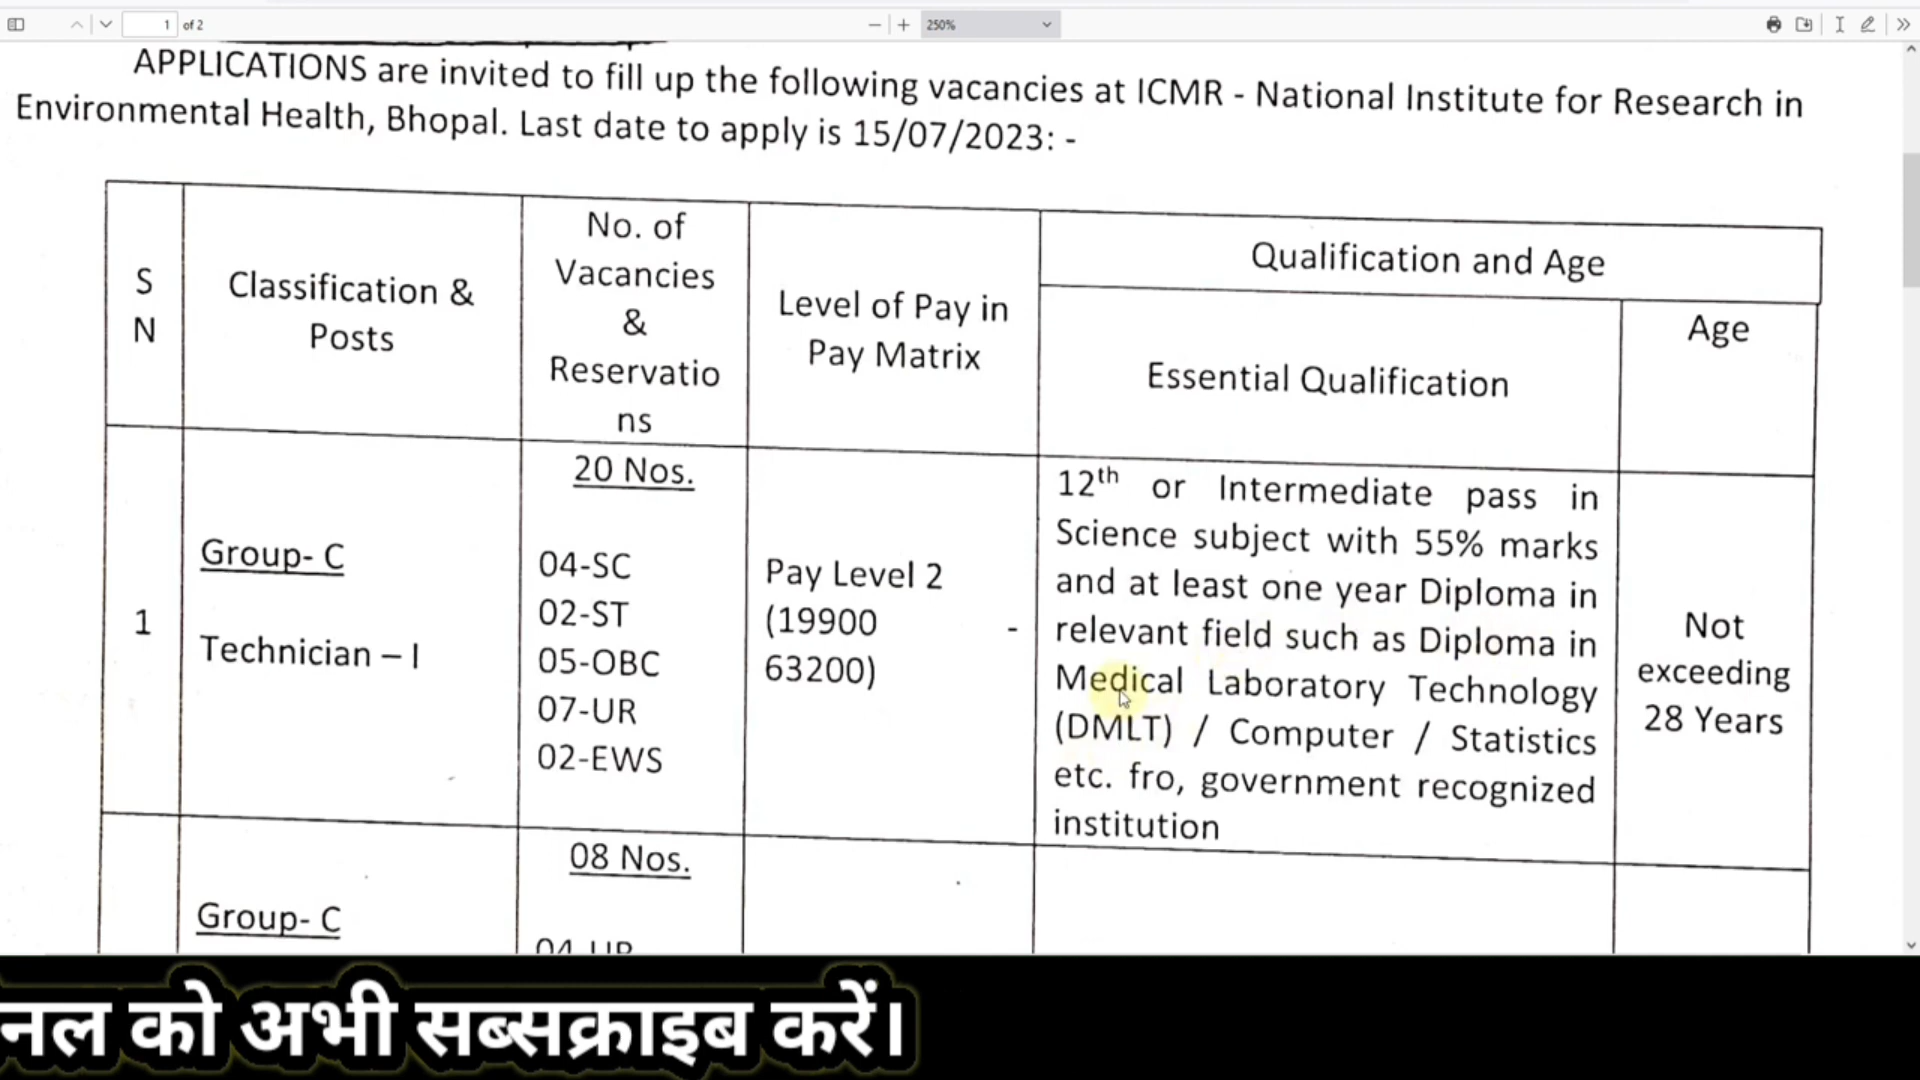 1 of 2
250%
APPLICATIONS are invited to fill up the following vacancies at ICMR - National Institute for Research in
Environmental Health, Bhopal. Last date to apply is 15/07/2023: -
S
N
Classification &
Posts
No. of
Vacancies
&
Reservatio
ns
Level of Pay in
Pay Matrix
Qualification and Age
Essential Qualification
Age
1
Group- C
Technician – I
20 Nos.
04-SC
02-ST
05-OBC
07-UR
02-EWS
Pay Level 2
(19900 -
63200)
12th or Intermediate pass in
Science subject with 55% marks
and at least one year Diploma in
relevant field such as Diploma in
Medical Laboratory Technology
(DMLT) / Computer / Statistics
etc. fro, government recognized
institution
Not
exceeding
28 Years
Group- C
08 Nos.
04-UR
नल को अभी सब्सक्राइब करें।